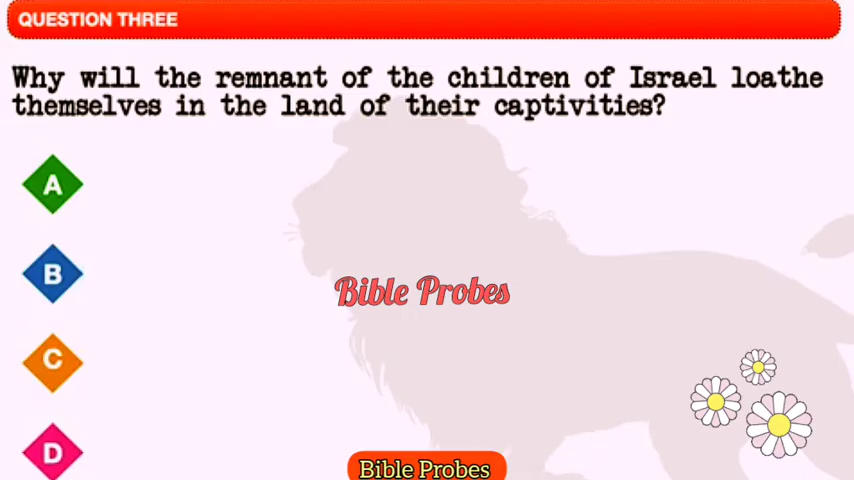 QUESTION THREE
Why will the remnant of the children of Israel loathe
themselves in the land of their captivities?
A
B
Bible Probes
C
D
Bible Probes